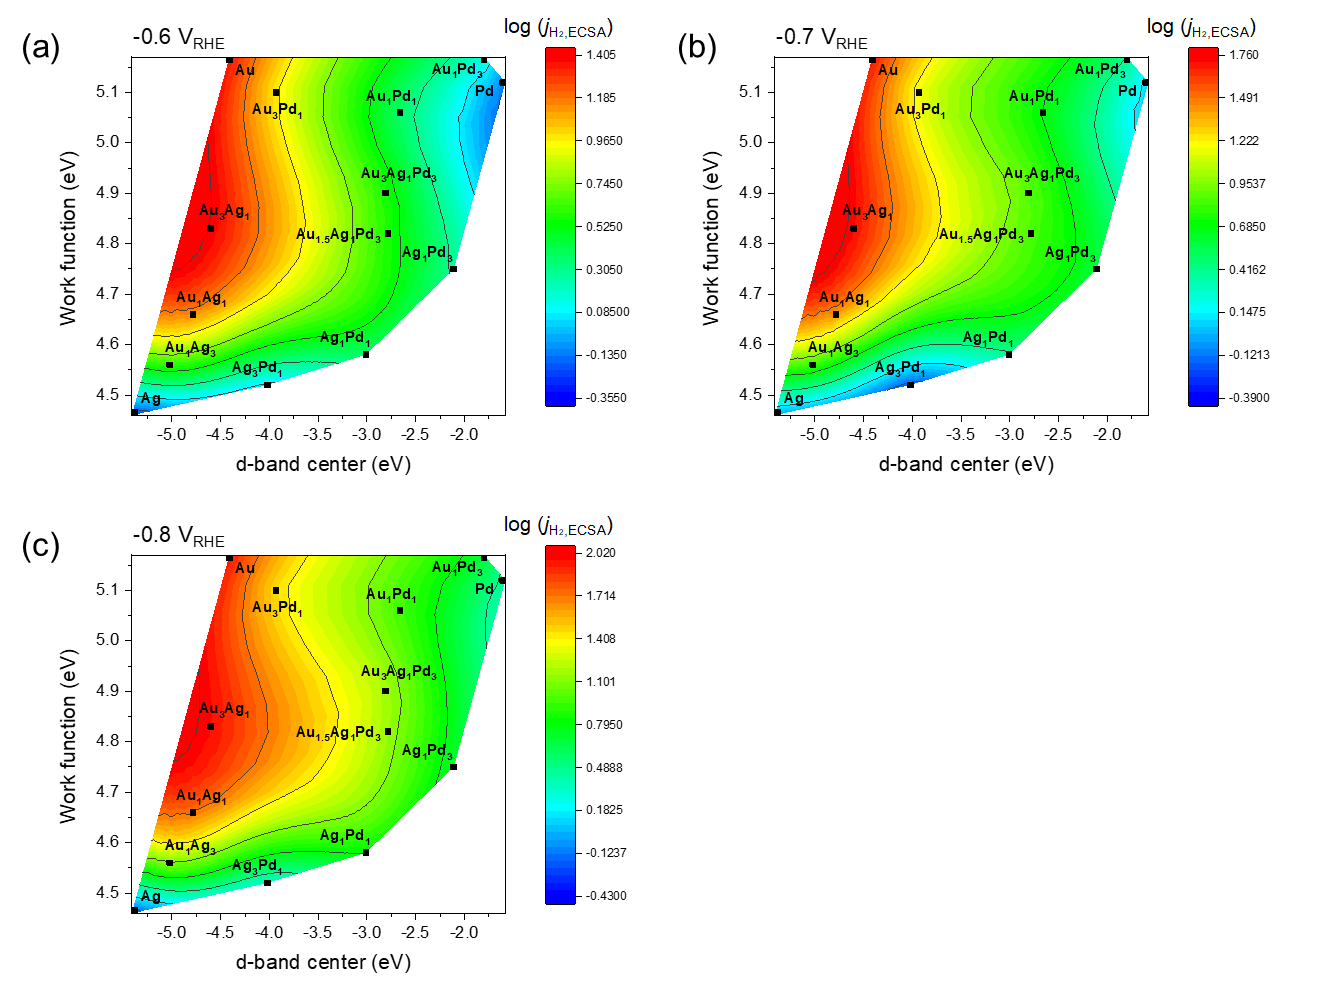 (a)
-0.6 VRHE
log (jH₂,ECSA)
Work function (eV)
5.1
5.0
4.9
4.8
4.7
4.6
4.5
Au
Au3Pd1
Au1Pd3
Pd
Au1Pd1
Au3Ag1Pd3
Au3Ag1
Au1.5Ag1Pd3
Ag1Pd3
Au1Ag1
Au1Ag3
Ag1Pd1
Ag3Pd1
Ag
-5.0 -4.5 -4.0 -3.5 -3.0 -2.5 -2.0
d-band center (eV)
1.405
1.185
0.9650
0.7450
0.5250
0.3050
0.08500
-0.1350
-0.3550
(b)
-0.7 VRHE
log (jH₂,ECSA)
Work function (eV)
5.1
5.0
4.9
4.8
4.7
4.6
4.5
Au
Au3Pd1
Au1Pd3
Pd
Au1Pd1
Au3Ag1Pd3
Au3Ag1
Au1.5Ag1Pd3
Ag1Pd3
Au1Ag1
Au1Ag3
Ag1Pd1
Ag3Pd1
Ag
-5.0 -4.5 -4.0 -3.5 -3.0 -2.5 -2.0
d-band center (eV)
1.760
1.491
1.222
0.9537
0.6850
0.4162
0.1475
-0.1213
-0.3900
(c)
-0.8 VRHE
log (jH₂,ECSA)
Work function (eV)
5.1
5.0
4.9
4.8
4.7
4.6
4.5
Au
Au3Pd1
Au1Pd3
Pd
Au1Pd1
Au3Ag1Pd3
Au3Ag1
Au1.5Ag1Pd3
Ag1Pd3
Au1Ag1
Au1Ag3
Ag1Pd1
Ag3Pd1
Ag
-5.0 -4.5 -4.0 -3.5 -3.0 -2.5 -2.0
d-band center (eV)
2.020
1.714
1.408
1.101
0.7950
0.4888
0.1825
-0.1237
-0.4300